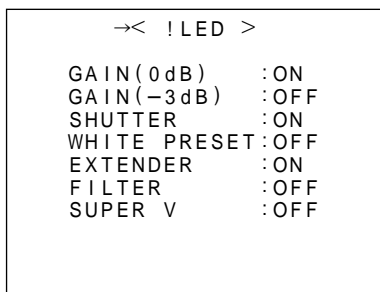 →< !LED >
GAIN(0dB) :ON
GAIN(−3dB) :OFF
SHUTTER :ON
WHITE PRESET:OFF
EXTENDER :ON
FILTER :OFF
SUPER V :OFF